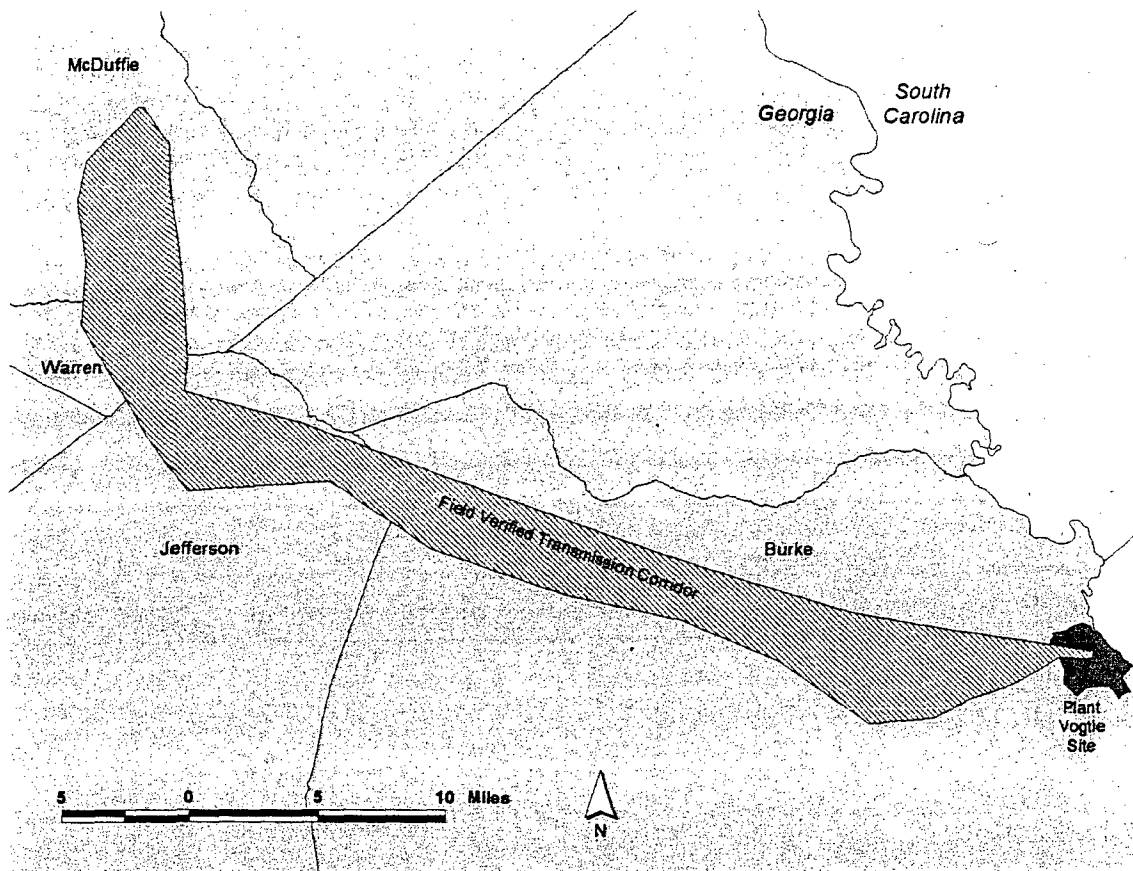 McDuffie
Georgia
South
Carolina
Warren
Jefferson
Field Verified Transmission Corridor
Burke
Plant
Vogtle
Site
5 0 5 10 Miles
N